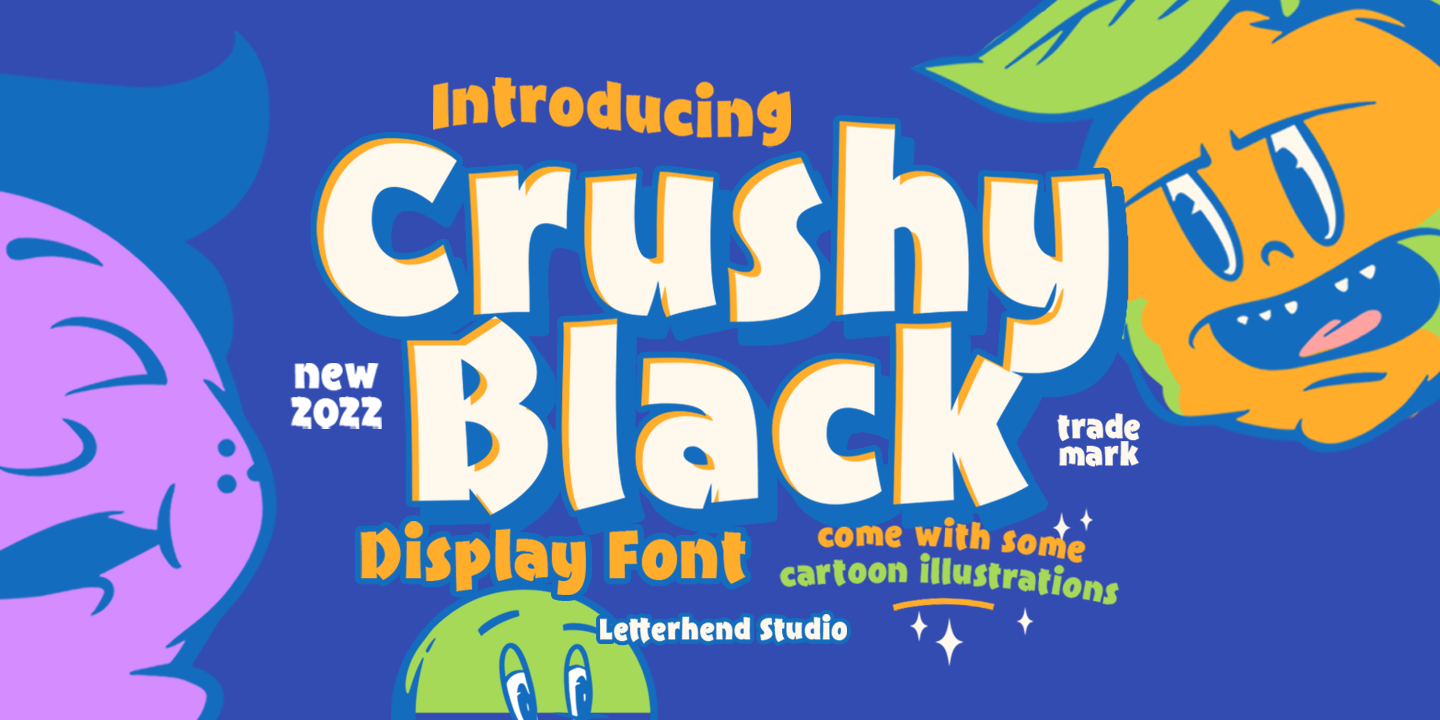 Introducing
Crushy
Black
new
2022
trade
mark
Display Font
come with some
cartoon illustrations
Letterhend Studio